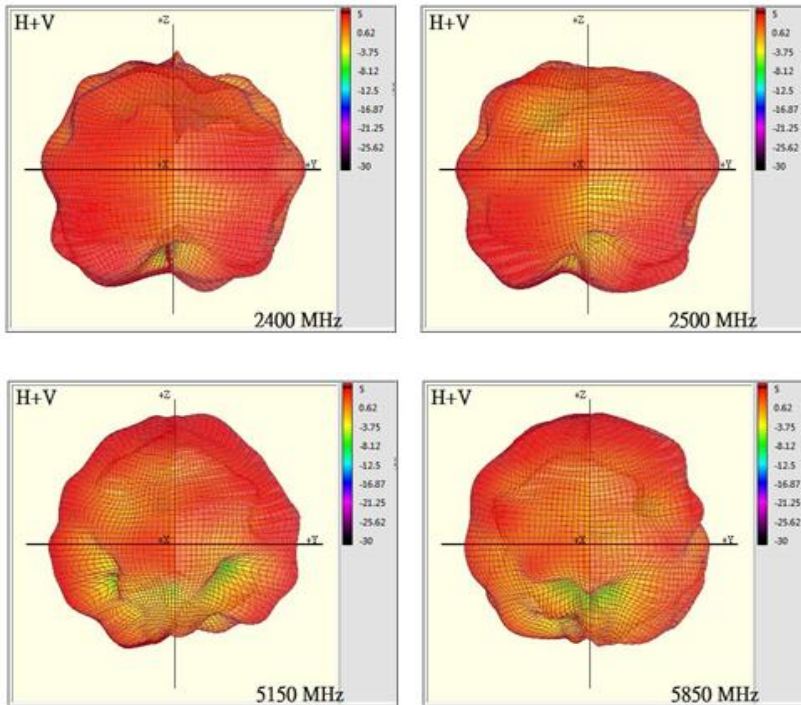 H+V
+Z
5
0.62
-3.75
-8.12
-12.5
-16.87
-21.25
-25.62
-30
+X
+Y
2400 MHz
H+V
+Z
5
0.62
-3.75
-8.12
-12.5
-16.87
-21.25
-25.62
-30
+X
+Y
2500 MHz
H+V
+Z
5
0.62
-3.75
-8.12
-12.5
-16.87
-21.25
-25.62
-30
+X
+Y
5150 MHz
H+V
+Z
5
0.62
-3.75
-8.12
-12.5
-16.87
-21.25
-25.62
-30
+X
+Y
5850 MHz